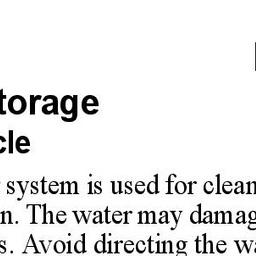 torage
cle
system is used for clean
n. The water may damag
s. Avoid directing the wa